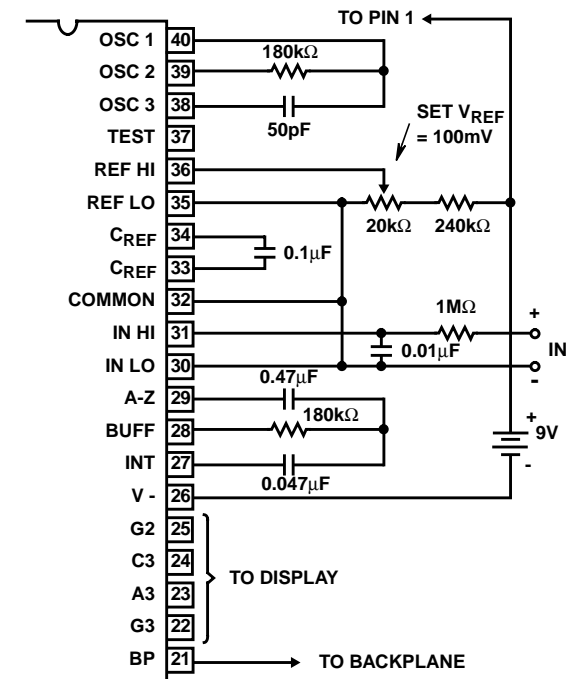 TO PIN 1
OSC 1 40
180kΩ
OSC 2 39
OSC 3 38
50pF
SET VREF
= 100mV
TEST 37
REF HI 36
REF LO 35
20kΩ 240kΩ
CREF 34
0.1µF
CREF 33
COMMON 32
1MΩ
+
IN HI 31
0.01µF
IN
IN LO 30
-
0.47µF
A-Z 29
180kΩ
BUFF 28
+
9V
INT 27
-
0.047µF
V - 26
G2 25
C3 24
TO DISPLAY
A3 23
G3 22
BP 21
TO BACKPLANE